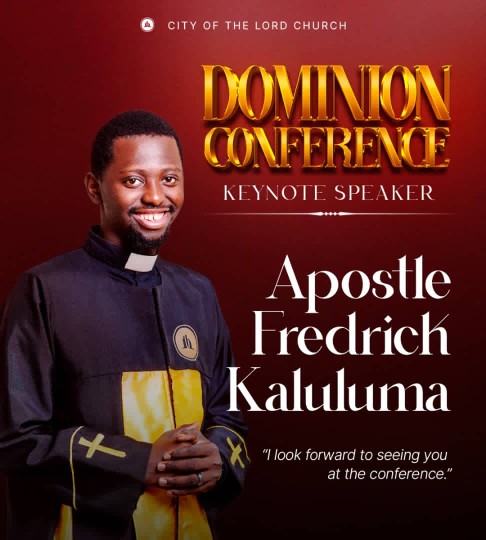 CITY OF THE LORD CHURCH
DOMINION
CONFERENCE
KEYNOTE SPEAKER
Apostle
Fredrick
Kaluluma
“I look forward to seeing you
at the conference.”